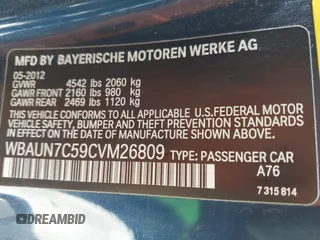 MFD BY BAYERISCHE MOTOREN WERKE AG
05-2012
GVWR 4542 lbs 2060 kg
GAWR FRONT 2160 lbs 980 kg
GAWR REAR 2469 lbs 1120 kg
THIS VEHICLE CONFORMS TO ALL APPLICABLE
U.S.FEDERAL MOTOR
VEHICLE SAFETY, BUMPER, AND
THEFT PREVENTION STANDARDS
IN EFFECT ON THE DATE OF
MANUFACTURE SHOWN ABOVE.
WBAUN7C59CVM26809 TYPE: PASSENGER CAR
A76
7 315 814
DREAMBID